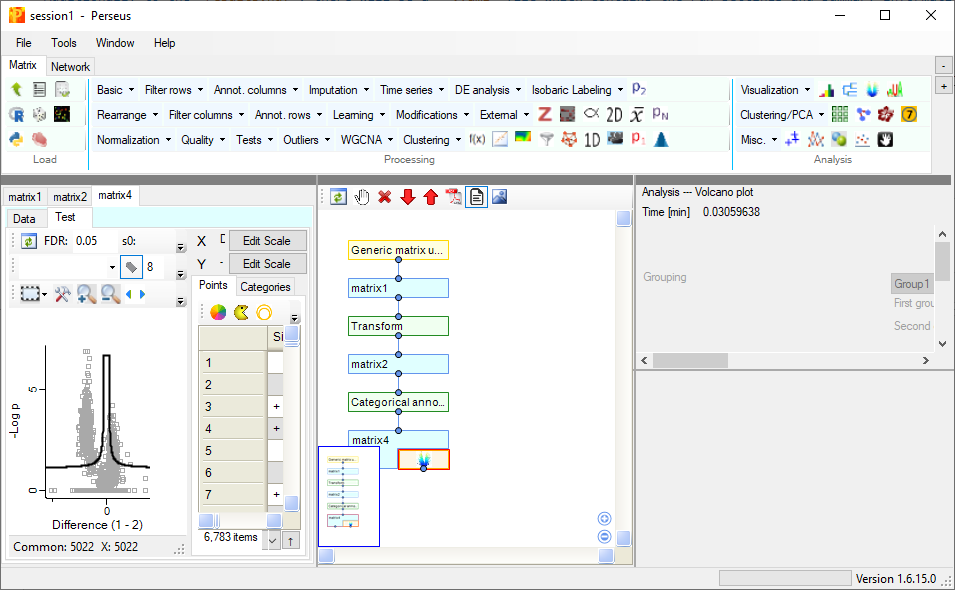 session1 - Perseus
File Tools Window Help
Matrix Network
Basic Filter rows Annot. columns Imputation Time series DE analysis Isobaric Labeling p2 Visualization
Rearrange Filter columns Annot. rows Learning Modifications External Z 2D x pN Clustering/PCA 7
Normalization Quality Tests Outliers WGCNA Clustering f(x) 1D p1 Misc.
Load Processing Analysis
matrix1 matrix2 matrix4
Data Test
FDR: 0.05 s0:
8
X Edit Scale
Y - Edit Scale
Points Categories
1
2
3 +
4 +
5
6
7 +
6,783 items
-Log p
5
0
0
Difference (1 - 2)
Common: 5022 X: 5022
Generic matrix u...
matrix1
Transform
matrix2
Categorical anno...
matrix4
Analysis --- Volcano plot
Time [min] 0.03059638
Grouping
Group1
First grou
Second
Version 1.6.15.0